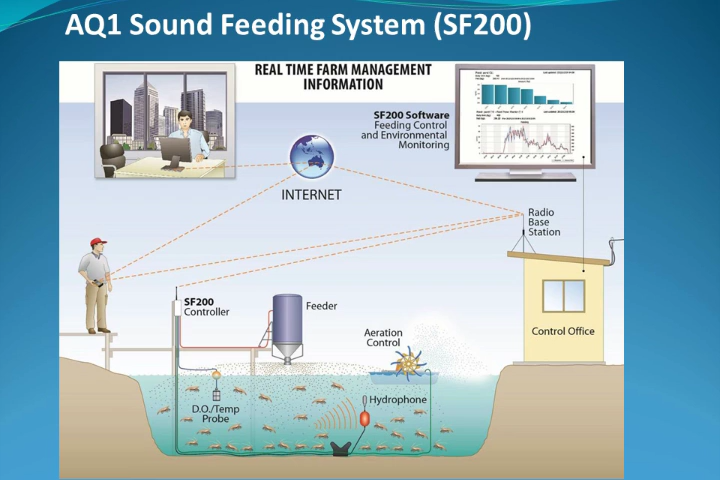 AQ1 Sound Feeding System (SF200)
REAL TIME FARM MANAGEMENT
INFORMATION
SF200 Software
Feeding Control
and Environmental
Monitoring
INTERNET
Radio
Base
Station
SF200
Controller
Feeder
Aeration
Control
Control Office
Hydrophone
D.O./Temp
Probe